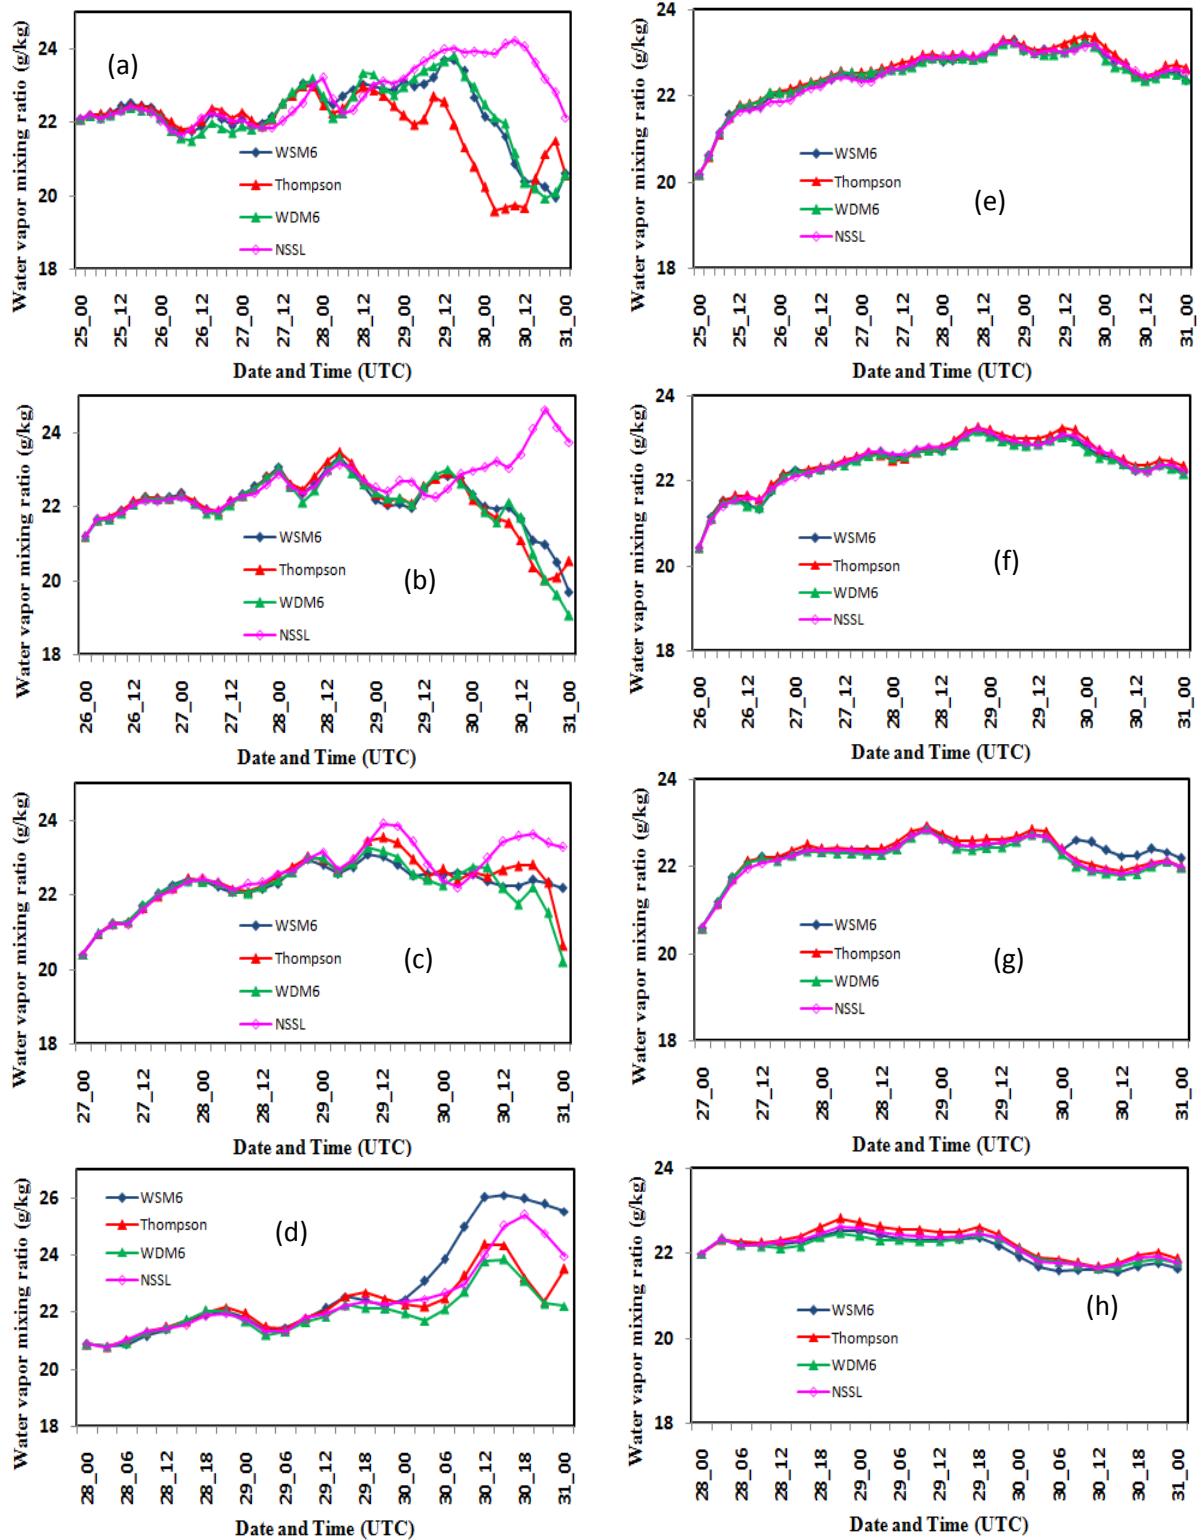 Water vapor mixing ratio (g/kg)
24
22
20
18
(a)
WSM6
Thompson
WDM6
NSSL
25_00
25_12
26_00
26_12
27_00
27_12
28_00
28_12
29_00
29_12
30_00
30_12
31_00
Date and Time (UTC)
Water vapor mixing ratio (g/kg)
24
22
20
18
(e)
WSM6
Thompson
WDM6
NSSL
25_00
25_12
26_00
26_12
27_00
27_12
28_00
28_12
29_00
29_12
30_00
30_12
31_00
Date and Time (UTC)
Water vapor mixing ratio (g/kg)
24
22
20
18
(b)
WSM6
Thompson
WDM6
NSSL
26_00
26_12
27_00
27_12
28_00
28_12
29_00
29_12
30_00
30_12
31_00
Date and Time (UTC)
Water vapor mixing ratio (g/kg)
24
22
20
18
(f)
WSM6
Thompson
WDM6
NSSL
26_00
26_12
27_00
27_12
28_00
28_12
29_00
29_12
30_00
30_12
31_00
Date and Time (UTC)
Water vapor mixing ratio (g/kg)
24
22
20
18
(c)
WSM6
Thompson
WDM6
NSSL
27_00
27_12
28_00
28_12
29_00
29_12
30_00
30_12
31_00
Date and Time (UTC)
Water vapor mixing ratio (g/kg)
24
22
20
18
(g)
WSM6
Thompson
WDM6
NSSL
27_00
27_12
28_00
28_12
29_00
29_12
30_00
30_12
31_00
Date and Time (UTC)
Water vapor mixing ratio (g/kg)
26
24
22
20
18
(d)
WSM6
Thompson
WDM6
NSSL
28_00
28_06
28_12
28_18
29_00
29_06
29_12
29_18
30_00
30_06
30_12
30_18
31_00
Date and Time (UTC)
Water vapor mixing ratio (g/kg)
24
22
20
18
(h)
WSM6
Thompson
WDM6
NSSL
28_00
28_06
28_12
28_18
29_00
29_06
29_12
29_18
30_00
30_06
30_12
30_18
31_00
Date and Time (UTC)